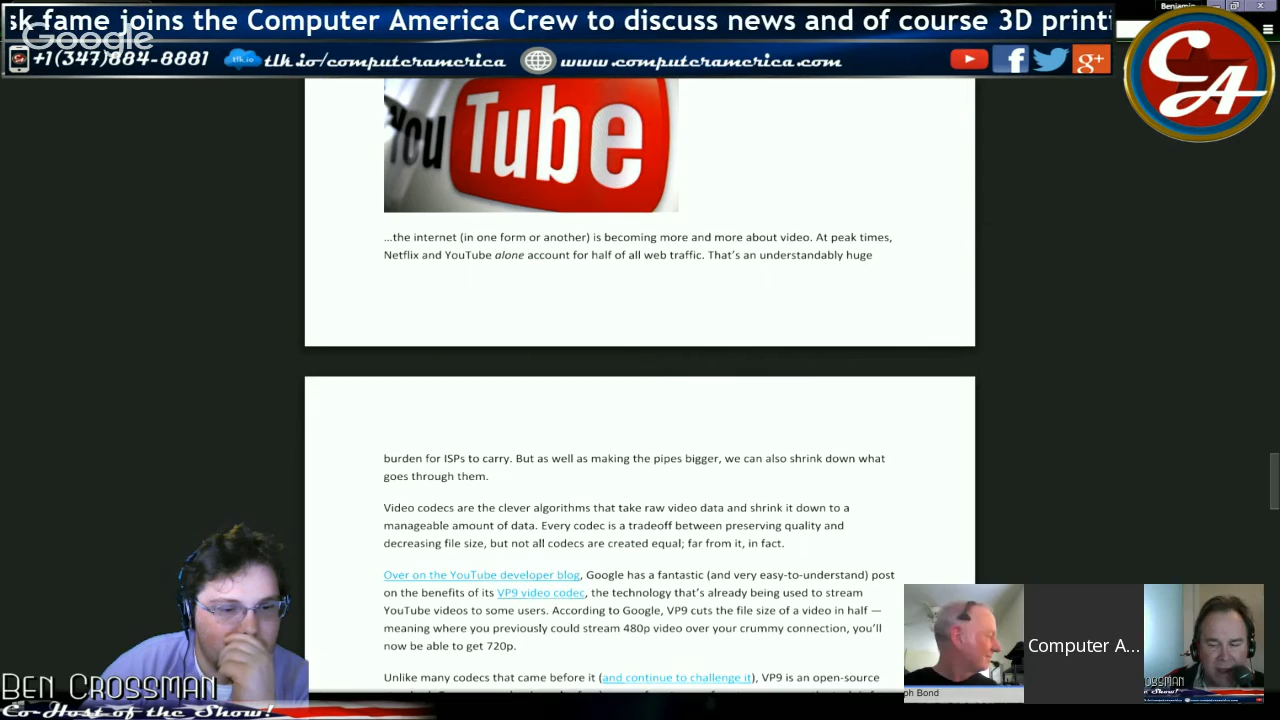 sk fame joins the Computer America Crew to discuss news and of course 3D print
Benjamin
Google
+1(347)884-8881
tlk.io
tlk.io/computeramerica
www.computeramerica.com
f
g+
CA
You Tube
…the internet (in one form or another) is becoming more and more about video. At peak times,
Netflix and YouTube alone account for half of all web traffic. That's an understandably huge
burden for ISPs to carry. But as well as making the pipes bigger, we can also shrink down what
goes through them.
Video codecs are the clever algorithms that take raw video data and shrink it down to a
manageable amount of data. Every codec is a tradeoff between preserving quality and
decreasing file size, but not all codecs are created equal; far from it, in fact.
Over on the YouTube developer blog, Google has a fantastic (and very easy-to-understand) post
on the benefits of its VP9 video codec, the technology that's already being used to stream
YouTube videos to some users. According to Google, VP9 cuts the file size of a video in half —
meaning where you previously could stream 480p video over your crummy connection, you'll
now be able to get 720p.
Unlike many codecs that came before it (and continue to challenge it), VP9 is an open-source
Ben Crossman
Co-Host of the Show!
ph Bond
Computer A...
ossman